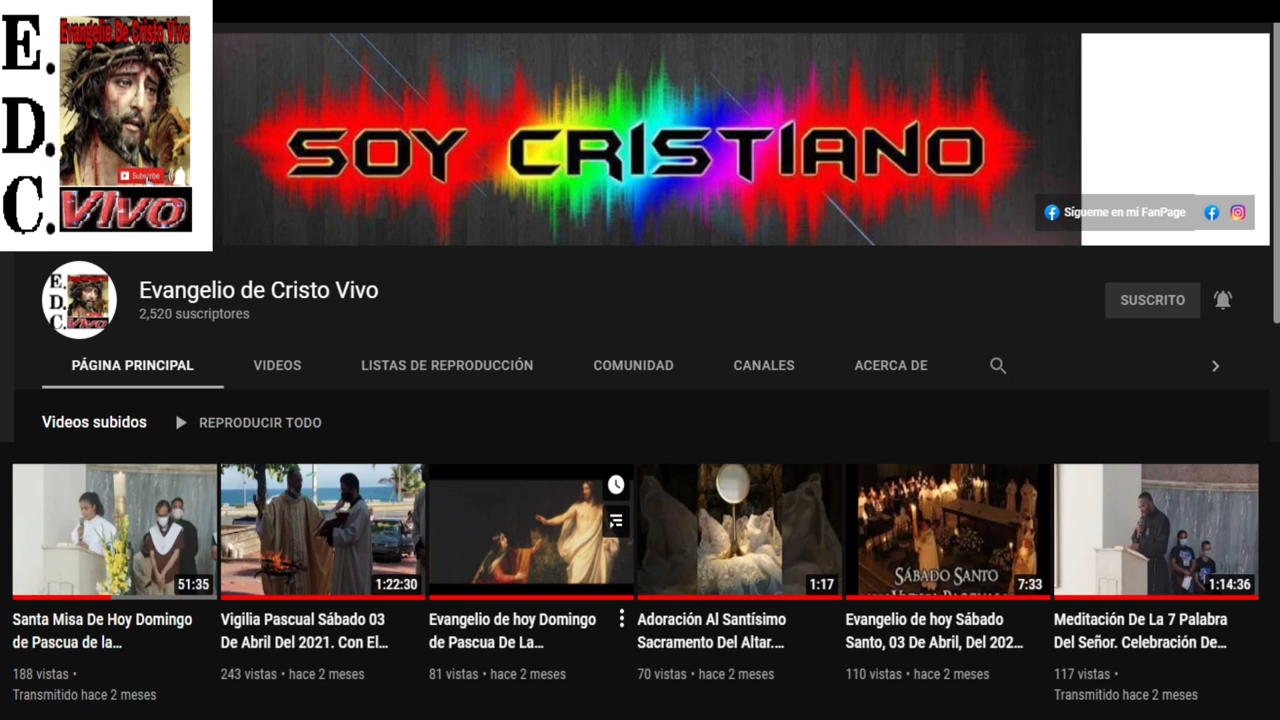 E.
D.
C.
Evangelio De Cristo Vivo
Subscribe
Vivo
SOY CRISTIANO
Sígueme en mi FanPage
E.
D.
C.
Vivo
Evangelio de Cristo Vivo
2,520 suscriptores
SUSCRITO
PÁGINA PRINCIPAL VIDEOS LISTAS DE REPRODUCCIÓN COMUNIDAD CANALES ACERCA DE
Videos subidos REPRODUCIR TODO
SÁBADO SANTO
51:35 1:22:30 1:17 7:33 1:14:36
Santa Misa De Hoy Domingo
de Pascua de la...
188 vistas •
Transmitido hace 2 meses
Vigilia Pascual Sábado 03
De Abril Del 2021. Con El...
243 vistas • hace 2 meses
Evangelio de hoy Domingo
de Pascua De La...
81 vistas • hace 2 meses
Adoración Al Santísimo
Sacramento Del Altar....
70 vistas • hace 2 meses
Evangelio de hoy Sábado
Santo, 03 De Abril, Del 202...
110 vistas • hace 2 meses
Meditación De La 7 Palabra
Del Señor. Celebración De...
117 vistas •
Transmitido hace 2 meses